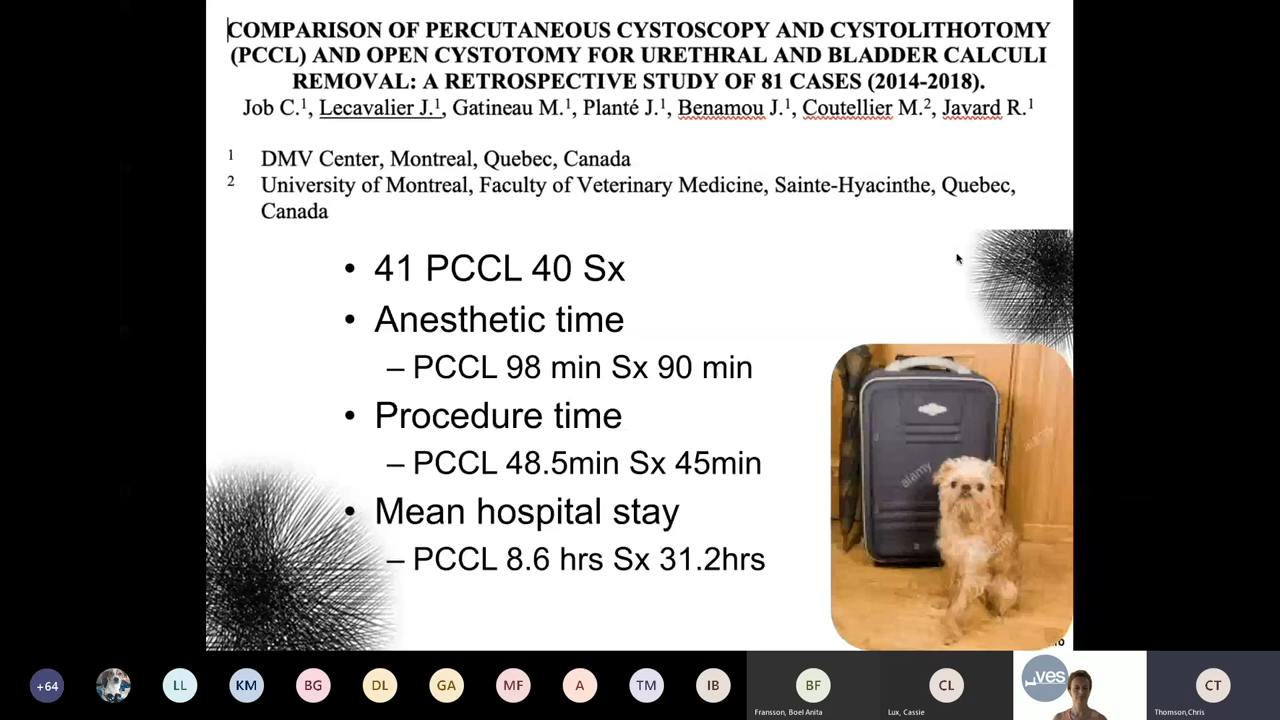 COMPARISON OF PERCUTANEOUS CYSTOSCOPY AND CYSTOLITHOTOMY
(PCCL) AND OPEN CYSTOTOMY FOR URETHRAL AND BLADDER CALCULI
REMOVAL: A RETROSPECTIVE STUDY OF 81 CASES (2014-2018).
Job C.1, Lecavalier J.1, Gatineau M.1, Planté J.1, Benamou J.1, Coutellier M.2, Javard R.1
1 DMV Center, Montreal, Quebec, Canada
2 University of Montreal, Faculty of Veterinary Medicine, Sainte-Hyacinthe, Quebec,
Canada
• 41 PCCL 40 Sx
• Anesthetic time
– PCCL 98 min Sx 90 min
• Procedure time
– PCCL 48.5min Sx 45min
• Mean hospital stay
– PCCL 8.6 hrs Sx 31.2hrs
alamy
alamy
+64
LL
KM
BG
DL
GA
MF
A
TM
IB
BF
Fransson, Boel Anita
CL
Lux, Cassie
ves
CT
Thomson,Chris